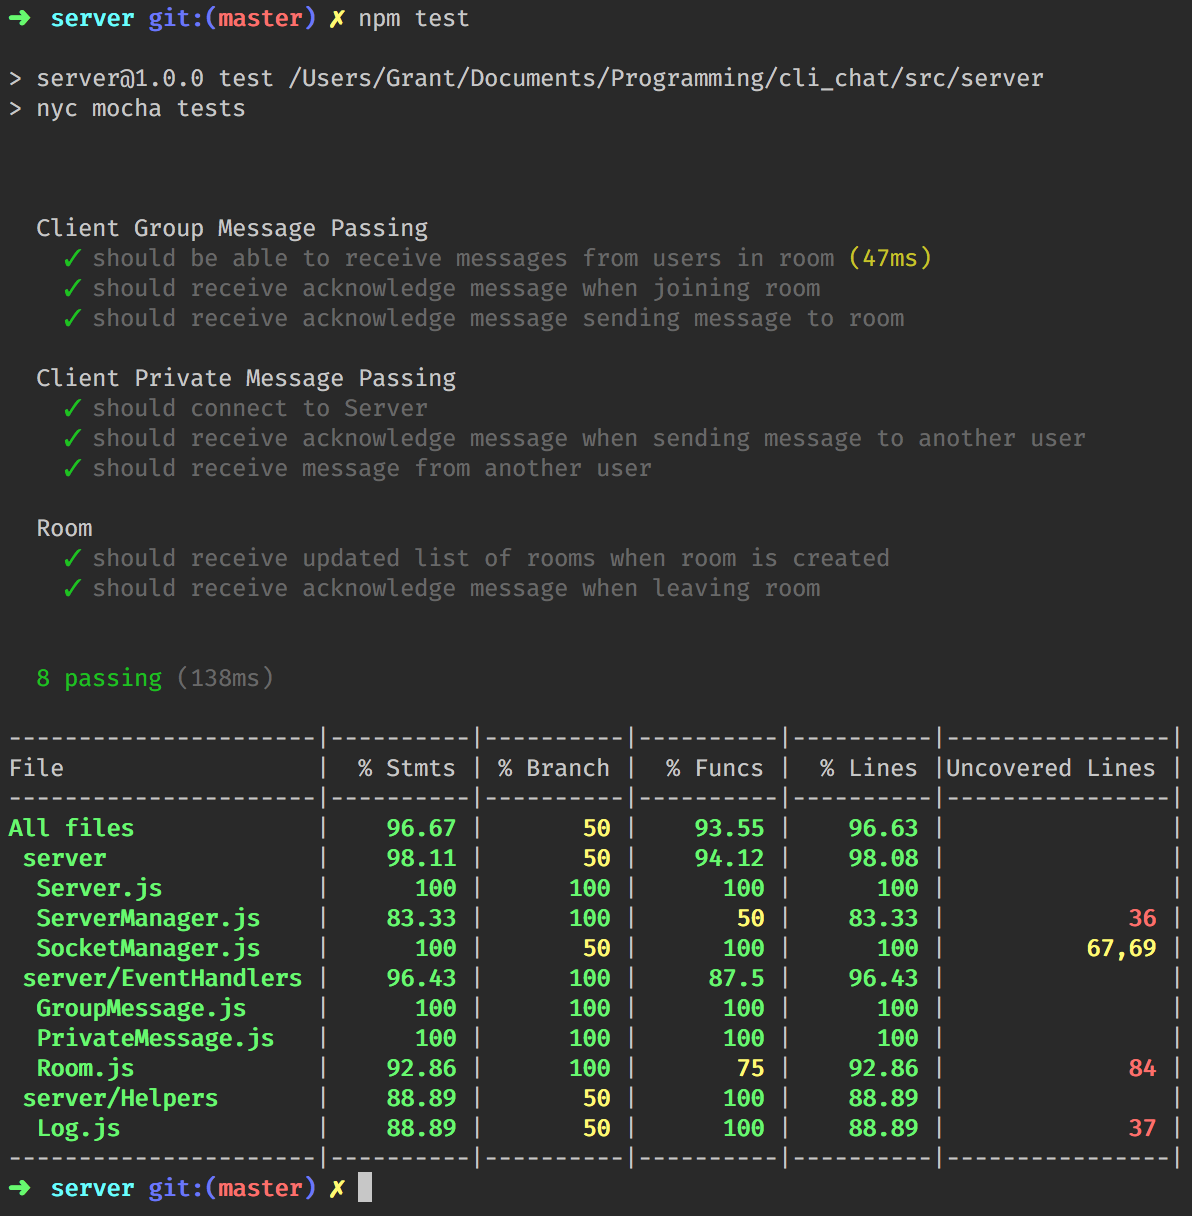 ➜ server git:(master) ✗ npm test
> server@1.0.0 test /Users/Grant/Documents/Programming/cli_chat/src/server
> nyc mocha tests
Client Group Message Passing
✓ should be able to receive messages from users in room (47ms)
✓ should receive acknowledge message when joining room
✓ should receive acknowledge message sending message to room
Client Private Message Passing
✓ should connect to Server
✓ should receive acknowledge message when sending message to another user
✓ should receive message from another user
Room
✓ should receive updated list of rooms when room is created
✓ should receive acknowledge message when leaving room
8 passing (138ms)
----------------------|----------|----------|----------|----------|----------------|
File                  |  % Stmts | % Branch |  % Funcs |  % Lines |Uncovered Lines |
----------------------|----------|----------|----------|----------|----------------|
All files             |    96.67 |       50 |    93.55 |    96.63 |                |
 server               |    98.11 |       50 |    94.12 |    98.08 |                |
  Server.js           |      100 |      100 |      100 |      100 |                |
  ServerManager.js    |    83.33 |      100 |       50 |    83.33 |             36 |
  SocketManager.js    |      100 |       50 |      100 |      100 |          67,69 |
 server/EventHandlers |    96.43 |      100 |     87.5 |    96.43 |                |
  GroupMessage.js     |      100 |      100 |      100 |      100 |                |
  PrivateMessage.js   |      100 |      100 |      100 |      100 |                |
  Room.js             |    92.86 |      100 |       75 |    92.86 |             84 |
 server/Helpers       |    88.89 |       50 |      100 |    88.89 |                |
  Log.js              |    88.89 |       50 |      100 |    88.89 |             37 |
----------------------|----------|----------|----------|----------|----------------|
➜ server git:(master) ✗